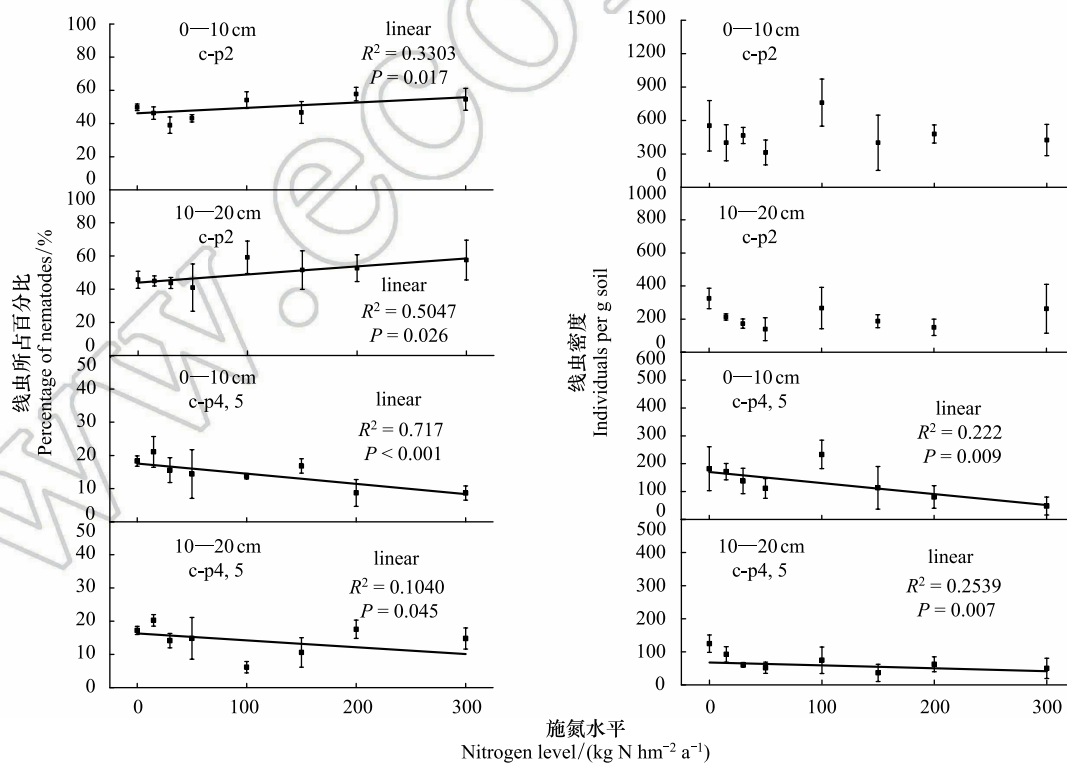 线虫所占百分比
Percentage of nematodes/%
100
80
60
40
20
0
0—10 cm
c-p2
linear
R² = 0.3303
P = 0.017
100
80
60
40
20
0
10—20 cm
c-p2
linear
R² = 0.5047
P = 0.026
50
40
30
20
10
0
0—10 cm
c-p4, 5
linear
R² = 0.717
P < 0.001
50
40
30
20
10
0
10—20 cm
c-p4, 5
linear
R² = 0.1040
P = 0.045
0
100
200
300
线虫密度
Individuals per g soil
1500
1200
900
600
300
0
0—10 cm
c-p2
1000
800
600
400
200
0
10—20 cm
c-p2
600
500
400
300
200
100
0
0—10 cm
c-p4, 5
linear
R² = 0.222
P = 0.009
500
400
300
200
100
0
10—20 cm
c-p4, 5
linear
R² = 0.2539
P = 0.007
0
100
200
300
施氮水平
Nitrogen level/(kg N hm⁻² a⁻¹)
www.eco